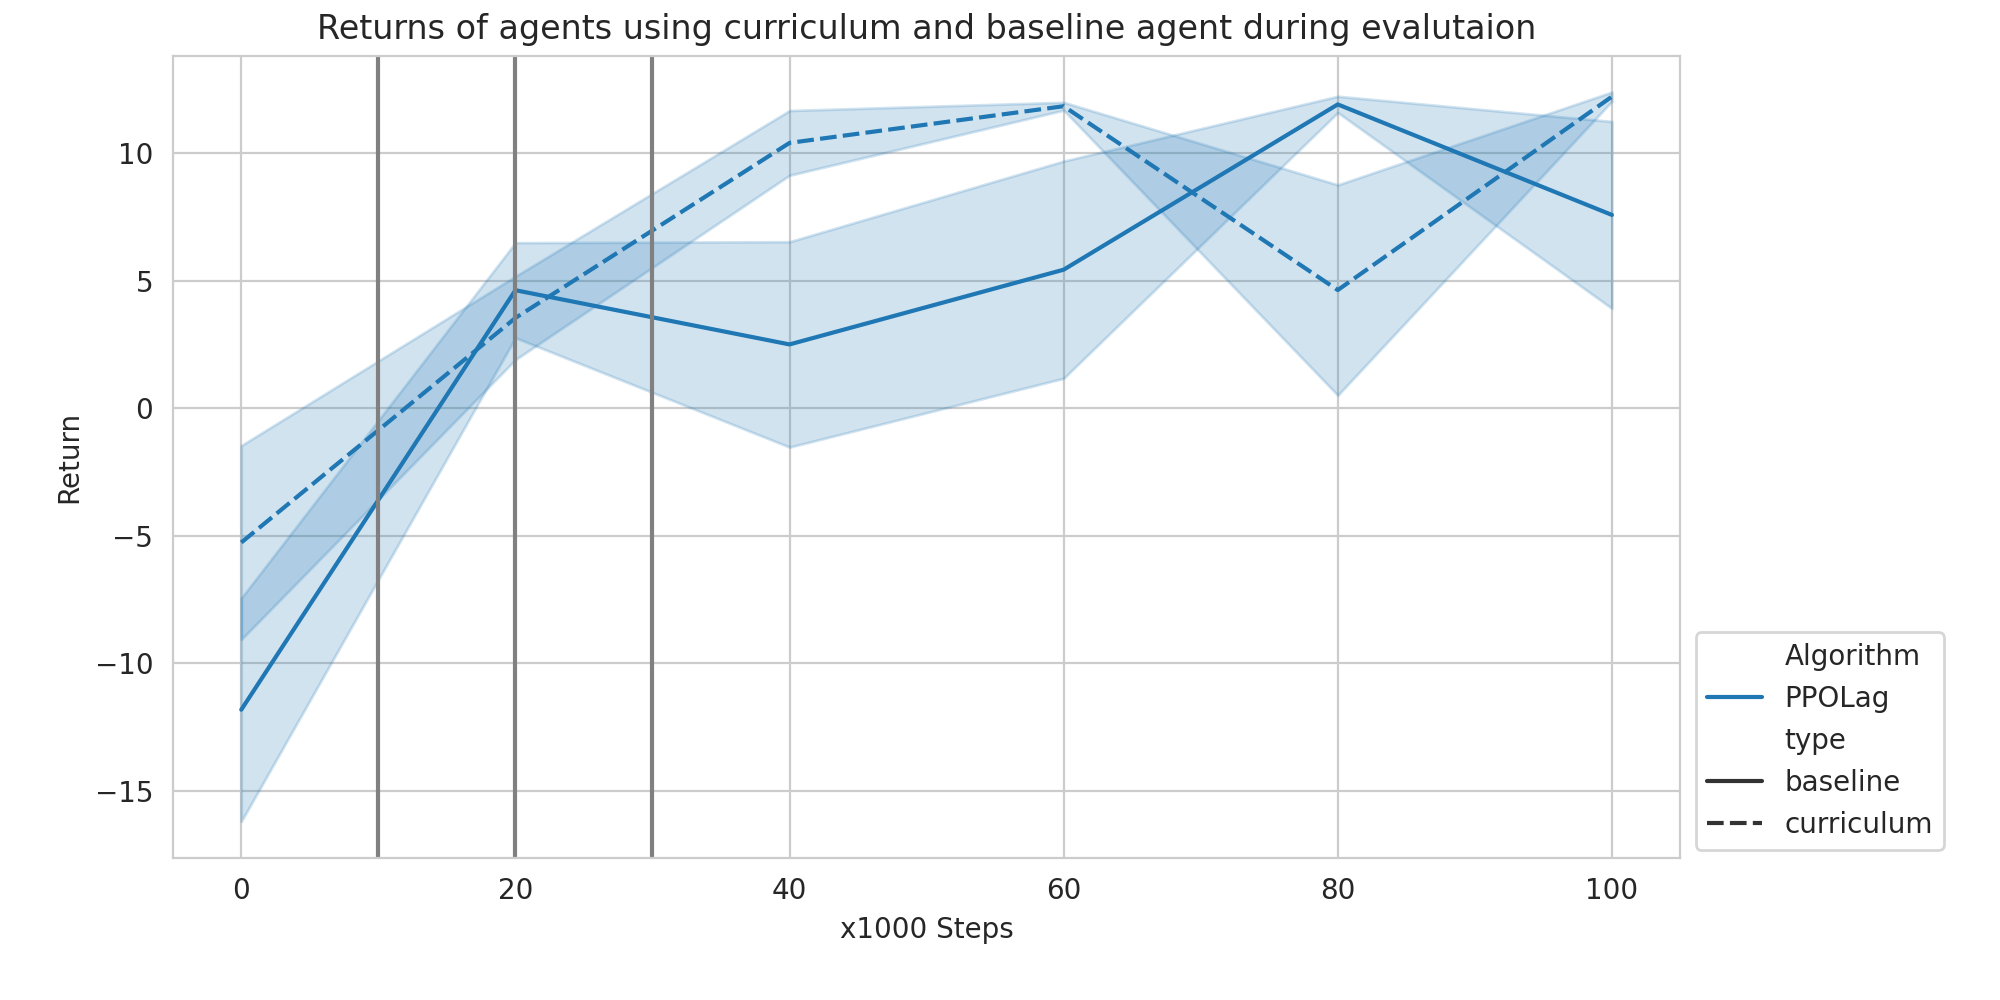 Returns of agents using curriculum and baseline agent during evalutaion
10
5
0
−5
−10
−15
Return
0 20 40 60 80 100
x1000 Steps
Algorithm
PPOLag
type
baseline
curriculum